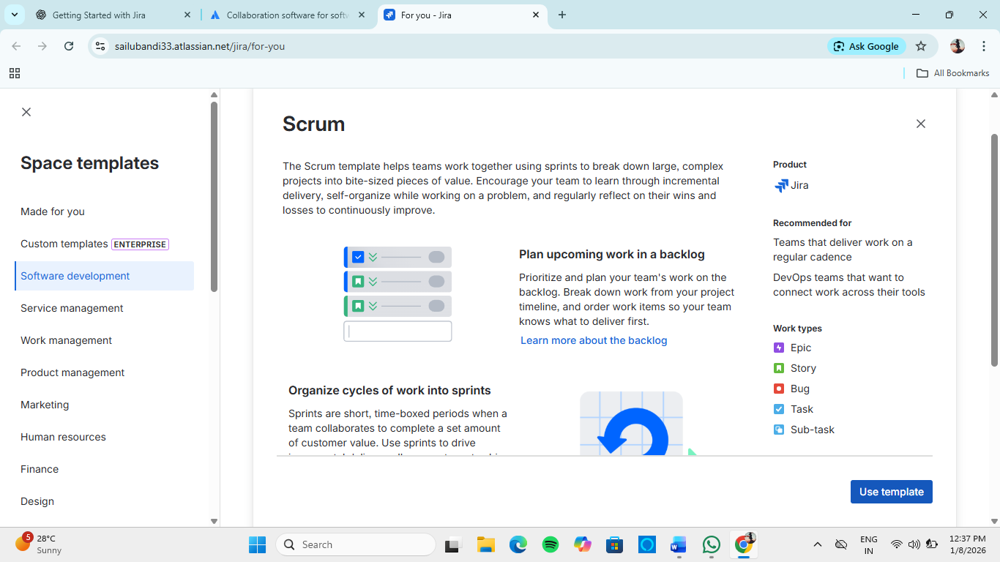 Getting Started with Jira
Collaboration software for softw
For you - Jira
sailubandi33.atlassian.net/jira/for-you
Ask Google
All Bookmarks
Space templates
Made for you
Custom templates ENTERPRISE
Software development
Service management
Work management
Product management
Marketing
Human resources
Finance
Design
Scrum
The Scrum template helps teams work together using sprints to break down large, complex
projects into bite-sized pieces of value. Encourage your team to learn through incremental
delivery, self-organize while working on a problem, and regularly reflect on their wins and
losses to continuously improve.
Plan upcoming work in a backlog
Prioritize and plan your team's work on the
backlog. Break down work from your project
timeline, and order work items so your team
knows what to deliver first.
Learn more about the backlog
Organize cycles of work into sprints
Sprints are short, time-boxed periods when a
team collaborates to complete a set amount
of customer value. Use sprints to drive
Product
Jira
Recommended for
Teams that deliver work on a
regular cadence
DevOps teams that want to
connect work across their tools
Work types
Epic
Story
Bug
Task
Sub-task
Use template
5
28°C
Sunny
Search
ENG
IN
12:37 PM
1/8/2026